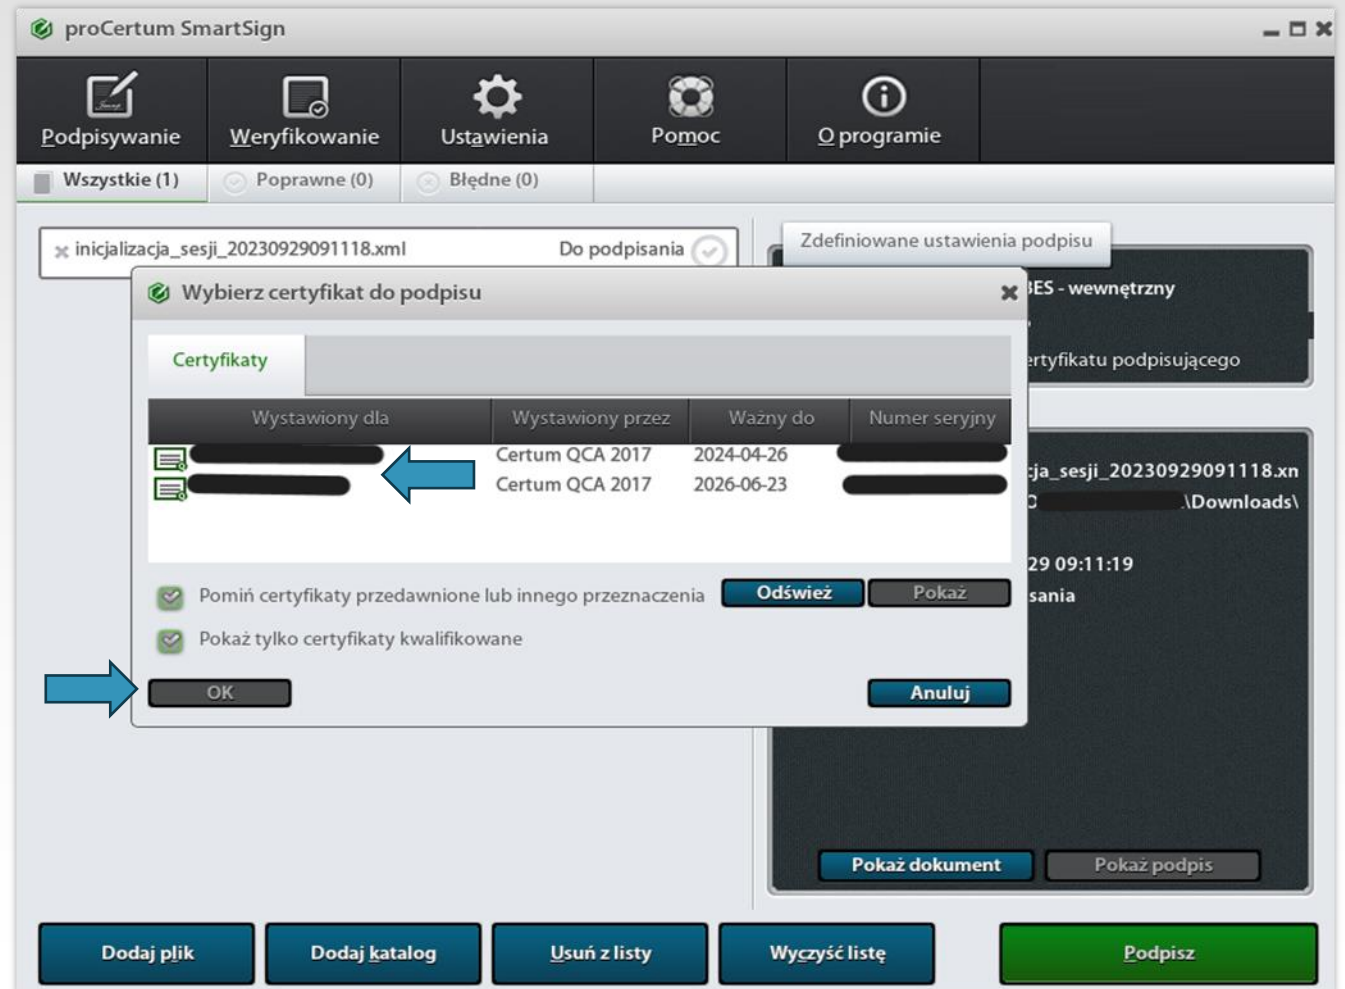 proCertum SmartSign
Podpisywanie
Weryfikowanie
Ustawienia
Pomoc
O programie
Wszystkie (1)
Poprawne (0)
Błędne (0)
inicjalizacja_sesji_20230929091118.xml
Do podpisania
Zdefiniowane ustawienia podpisu
BES - wewnętrzny
ertyfikatu podpisującego
Wybierz certyfikat do podpisu
Certyfikaty
Wystawiony dla
Wystawiony przez
Ważny do
Numer seryjny
Certum QCA 2017
2024-04-26
Certum QCA 2017
2026-06-23
Pomiń certyfikaty przedawnione lub innego przeznaczenia
Odśwież
Pokaż
Pokaż tylko certyfikaty kwalifikowane
OK
Anuluj
cja_sesji_20230929091118.xn
\Downloads\
29 09:11:19
sania
Pokaż dokument
Pokaż podpis
Dodaj plik
Dodaj katalog
Usuń z listy
Wyczyść listę
Podpisz